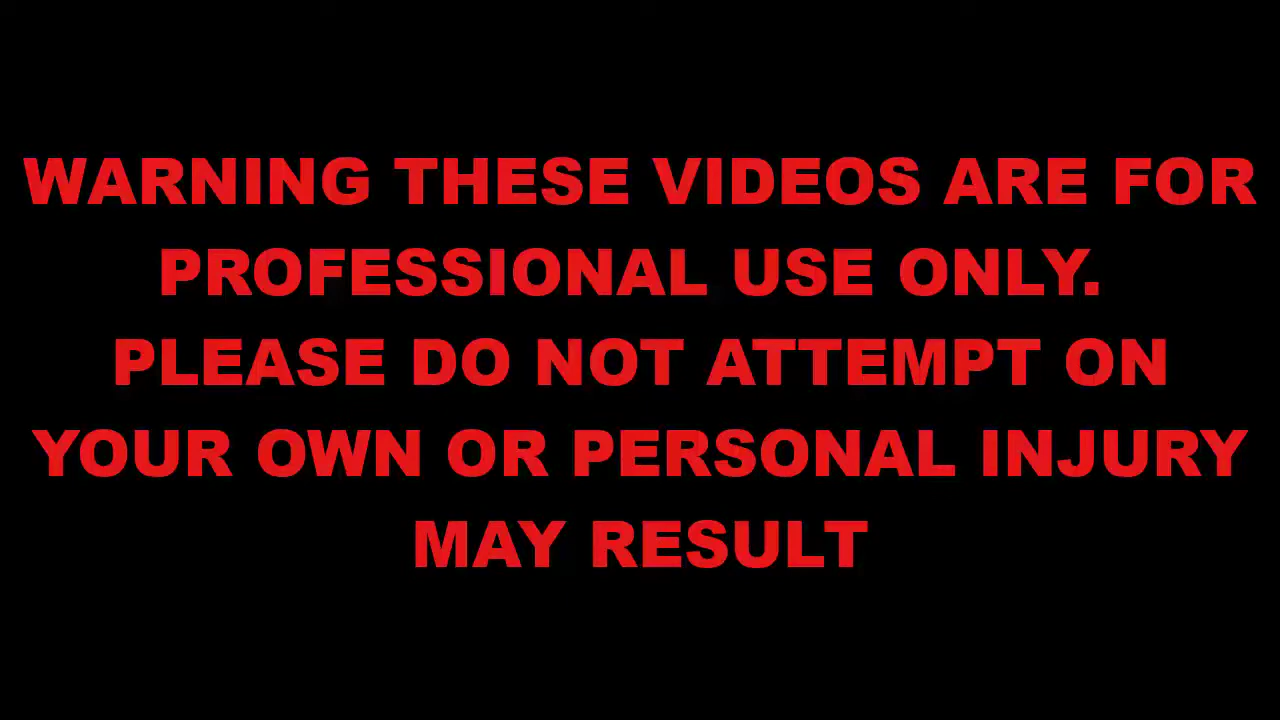 WARNING THESE VIDEOS ARE FOR
PROFESSIONAL USE ONLY.
PLEASE DO NOT ATTEMPT ON
YOUR OWN OR PERSONAL INJURY
MAY RESULT